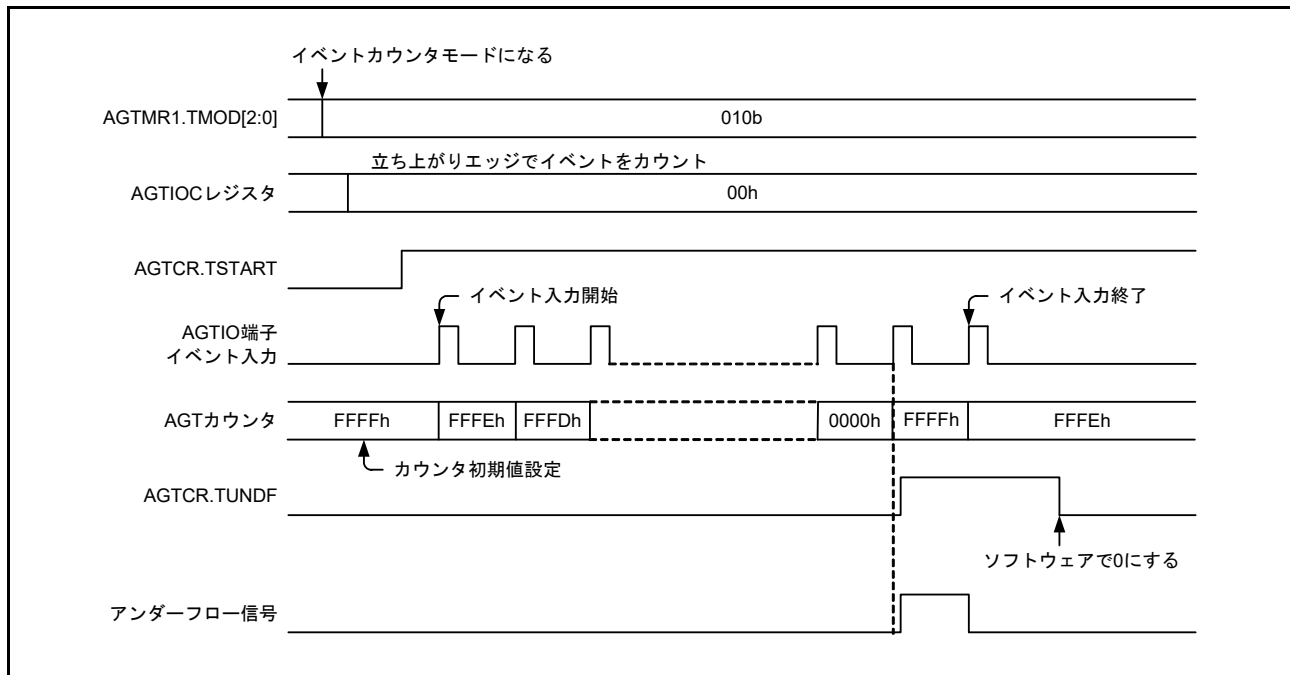 イベントカウンタモードになる
AGTMR1.TMOD[2:0]
010b
立ち上がりエッジでイベントをカウント
AGTIOCレジスタ
00h
AGTCR.TSTART
イベント入力開始
イベント入力終了
AGTIO端子
イベント入力
AGTカウンタ
FFFFh
FFFEh
FFFDh
0000h
FFFFh
FFFEh
カウンタ初期値設定
AGTCR.TUNDF
ソフトウェアで0にする
アンダーフロー信号